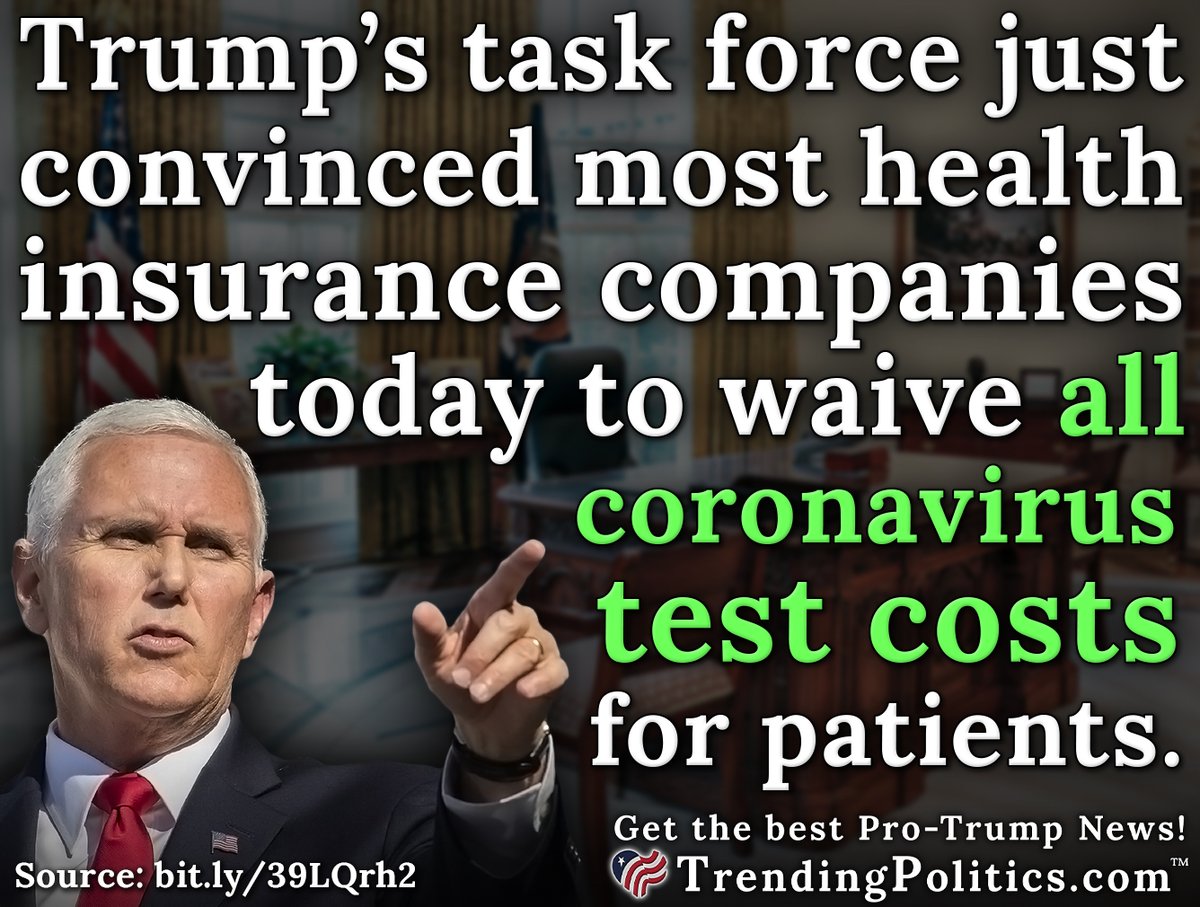 Trump's task force just
convinced most health
insurance companies
today to waive all
coronavirus
test costs
for patients.
Get the best Pro-Trump News!
Source: bit.ly/39LQrh2
TrendingPolitics.com™